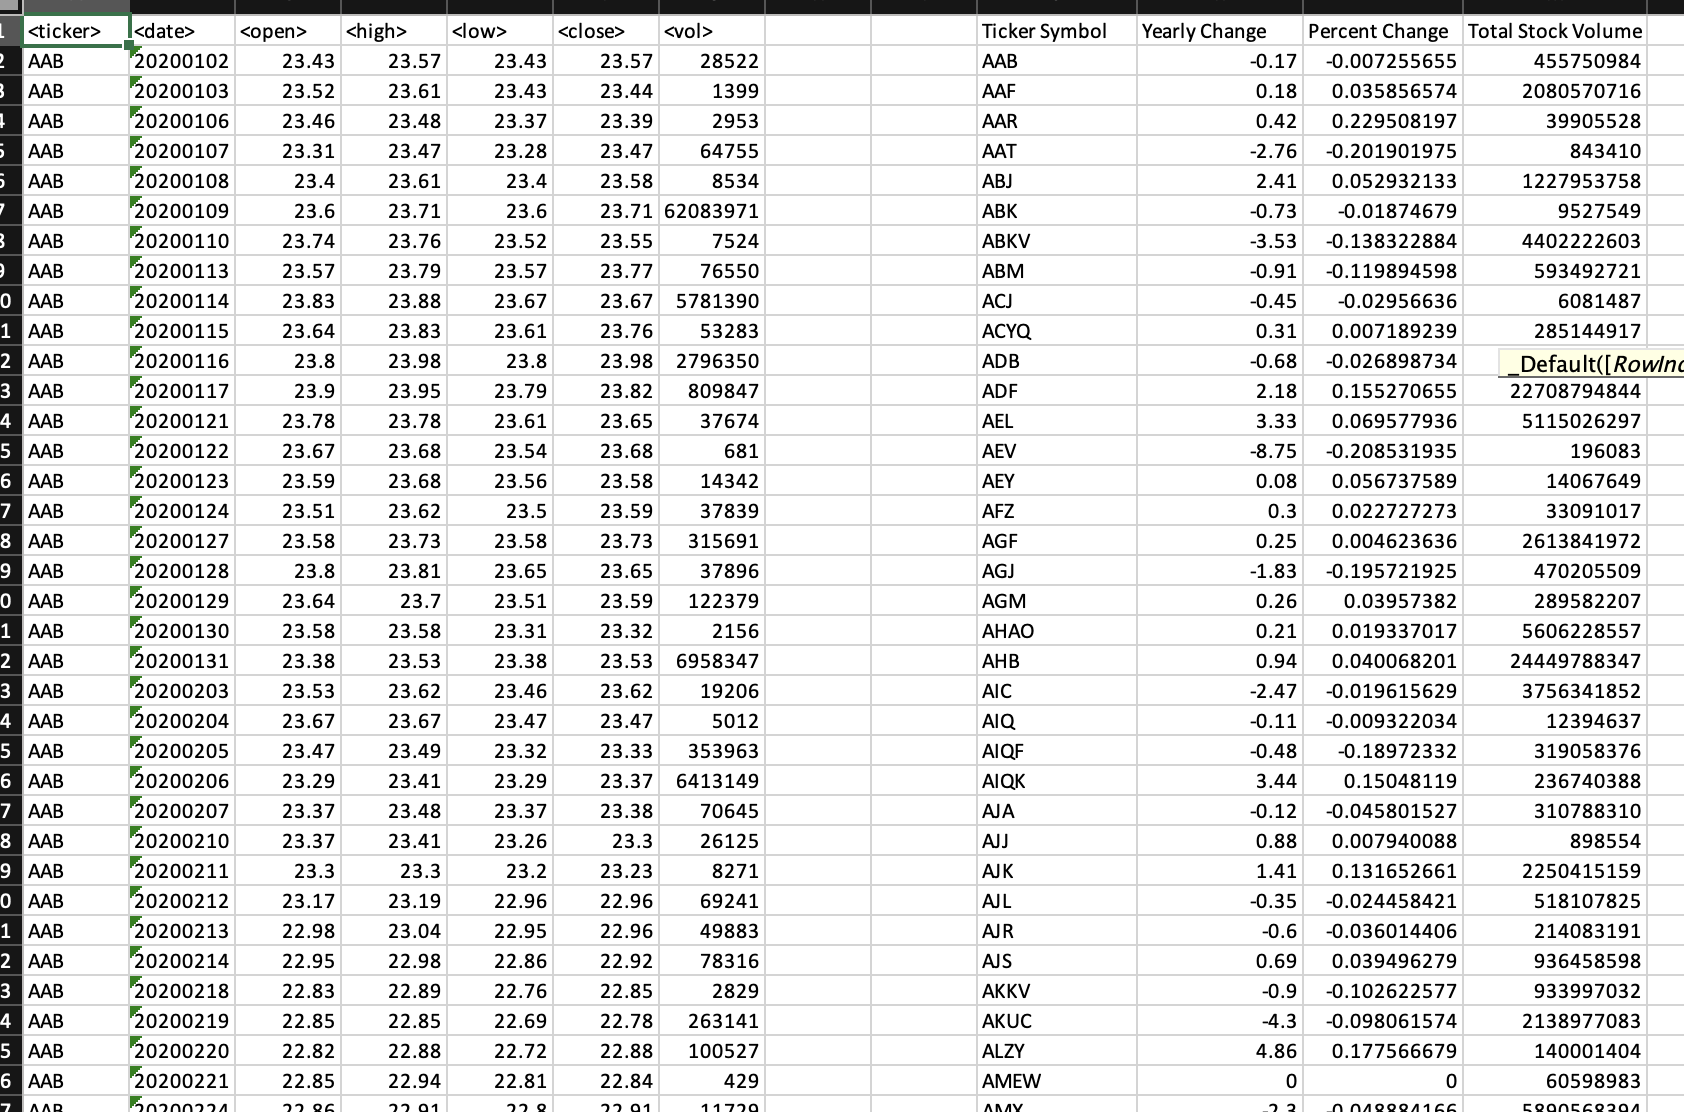 <ticker> <date> <open> <high> <low> <close> <vol> Ticker Symbol Yearly Change Percent Change Total Stock Volume
2 AAB 20200102 23.43 23.57 23.43 23.57 28522 AAB -0.17 -0.007255655 455750984
3 AAB 20200103 23.52 23.61 23.43 23.44 1399 AAF 0.18 0.035856574 2080570716
4 AAB 20200106 23.46 23.48 23.37 23.39 2953 AAR 0.42 0.229508197 39905528
5 AAB 20200107 23.31 23.47 23.28 23.47 64755 AAT -2.76 -0.201901975 843410
6 AAB 20200108 23.4 23.61 23.4 23.58 8534 ABJ 2.41 0.052932133 1227953758
7 AAB 20200109 23.6 23.71 23.6 23.71 62083971 ABK -0.73 -0.01874679 9527549
8 AAB 20200110 23.74 23.76 23.52 23.55 7524 ABKV -3.53 -0.138322884 4402222603
9 AAB 20200113 23.57 23.79 23.57 23.77 76550 ABM -0.91 -0.119894598 593492721
0 AAB 20200114 23.83 23.88 23.67 23.67 5781390 ACJ -0.45 -0.02956636 6081487
1 AAB 20200115 23.64 23.83 23.61 23.76 53283 ACYQ 0.31 0.007189239 285144917
2 AAB 20200116 23.8 23.98 23.8 23.98 2796350 ADB -0.68 -0.026898734 _Default([RowInd
3 AAB 20200117 23.9 23.95 23.79 23.82 809847 ADF 2.18 0.155270655 22708794844
4 AAB 20200121 23.78 23.78 23.61 23.65 37674 AEL 3.33 0.069577936 5115026297
5 AAB 20200122 23.67 23.68 23.54 23.68 681 AEV -8.75 -0.208531935 196083
6 AAB 20200123 23.59 23.68 23.56 23.58 14342 AEY 0.08 0.056737589 14067649
7 AAB 20200124 23.51 23.62 23.5 23.59 37839 AFZ 0.3 0.022727273 33091017
8 AAB 20200127 23.58 23.73 23.58 23.73 315691 AGF 0.25 0.004623636 2613841972
9 AAB 20200128 23.8 23.81 23.65 23.65 37896 AGJ -1.83 -0.195721925 470205509
0 AAB 20200129 23.64 23.7 23.51 23.59 122379 AGM 0.26 0.03957382 289582207
1 AAB 20200130 23.58 23.58 23.31 23.32 2156 AHAO 0.21 0.019337017 5606228557
2 AAB 20200131 23.38 23.53 23.38 23.53 6958347 AHB 0.94 0.040068201 24449788347
3 AAB 20200203 23.53 23.62 23.46 23.62 19206 AIC -2.47 -0.019615629 3756341852
4 AAB 20200204 23.67 23.67 23.47 23.47 5012 AIQ -0.11 -0.009322034 12394637
5 AAB 20200205 23.47 23.49 23.32 23.33 353963 AIQF -0.48 -0.18972332 319058376
6 AAB 20200206 23.29 23.41 23.29 23.37 6413149 AIQK 3.44 0.15048119 236740388
7 AAB 20200207 23.37 23.48 23.37 23.38 70645 AJA -0.12 -0.045801527 310788310
8 AAB 20200210 23.37 23.41 23.26 23.3 26125 AJJ 0.88 0.007940088 898554
9 AAB 20200211 23.3 23.3 23.2 23.23 8271 AJK 1.41 0.131652661 2250415159
0 AAB 20200212 23.17 23.19 22.96 22.96 69241 AJL -0.35 -0.024458421 518107825
1 AAB 20200213 22.98 23.04 22.95 22.96 49883 AJR -0.6 -0.036014406 214083191
2 AAB 20200214 22.95 22.98 22.86 22.92 78316 AJS 0.69 0.039496279 936458598
3 AAB 20200218 22.83 22.89 22.76 22.85 2829 AKKV -0.9 -0.102622577 933997032
4 AAB 20200219 22.85 22.85 22.69 22.78 263141 AKUC -4.3 -0.098061574 2138977083
5 AAB 20200220 22.82 22.88 22.72 22.88 100527 ALZY 4.86 0.177566679 140001404
6 AAB 20200221 22.85 22.94 22.81 22.84 429 AMEW 0 0 60598983
7 AAB 20200224 22.86 22.91 22.8 22.91 11729 AMX -2.3 -0.048884166 5890568394